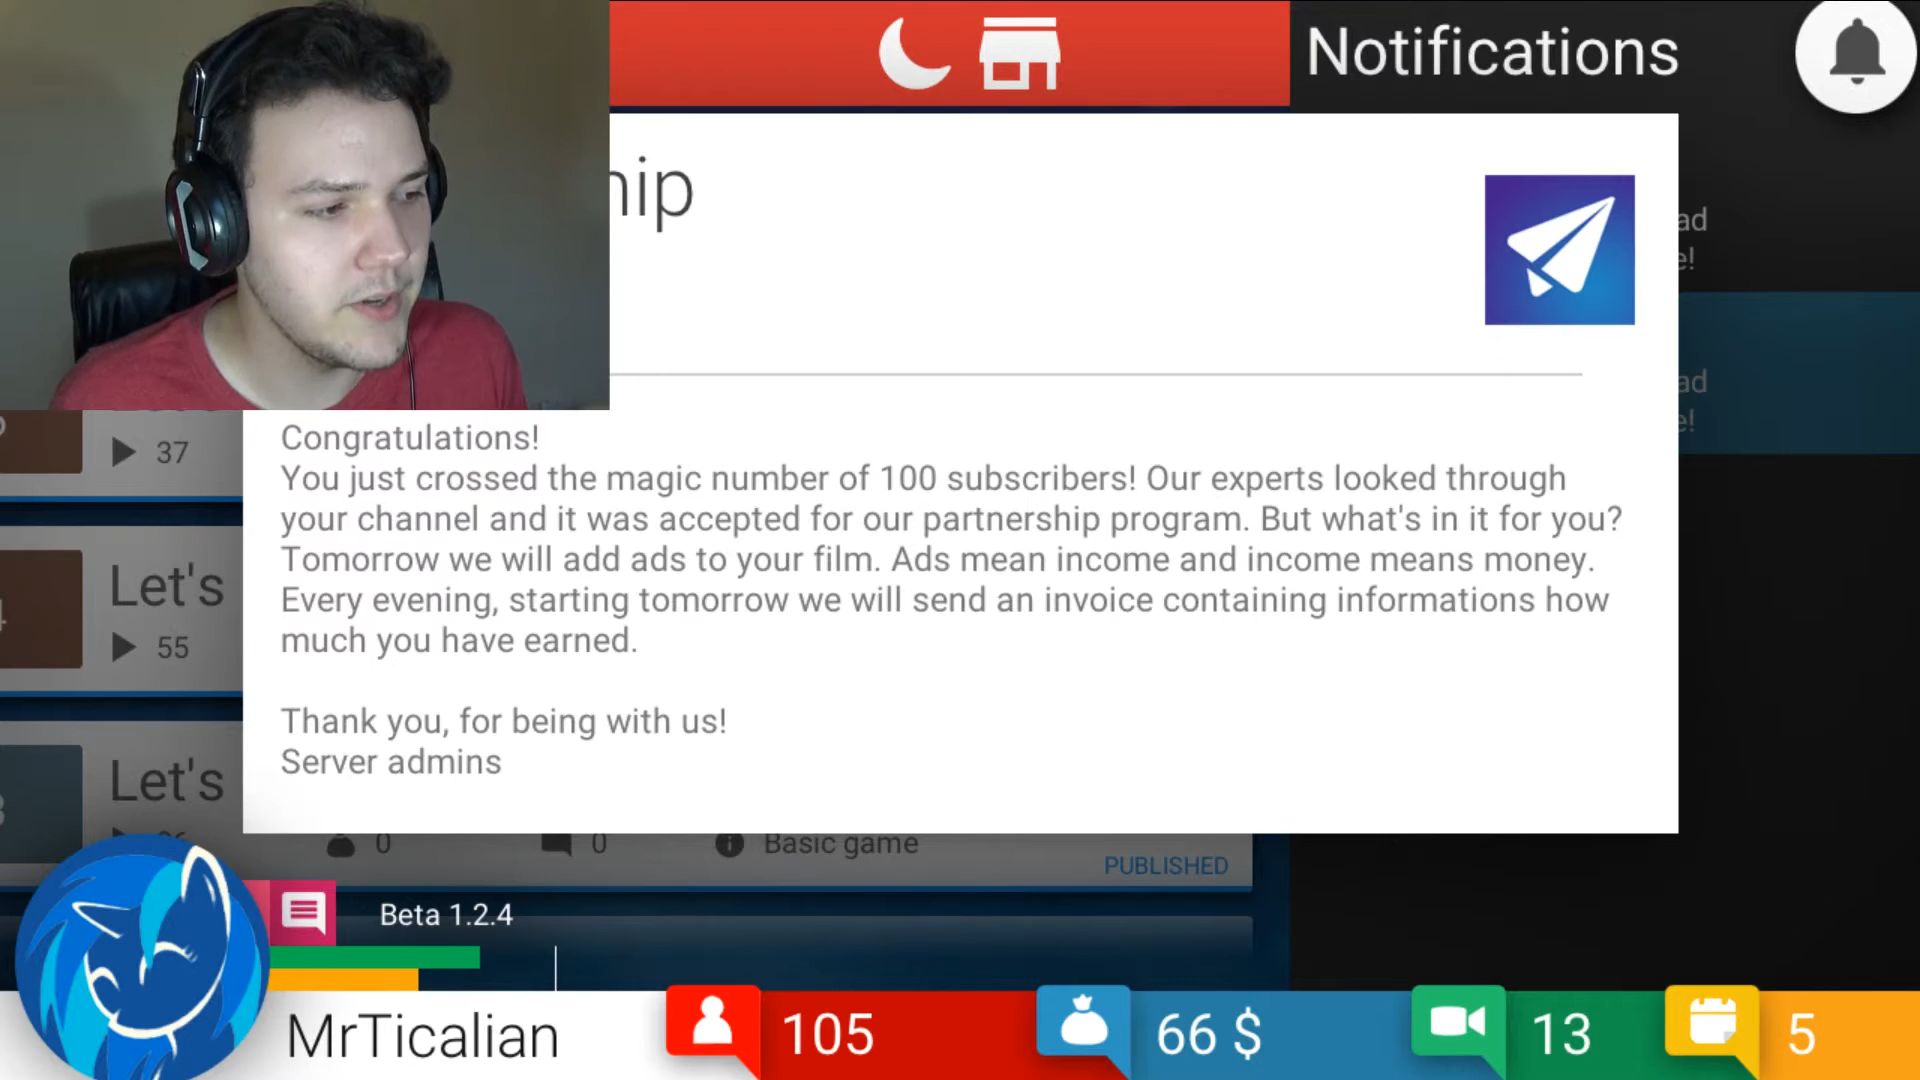 Notifications
hip
ad
e!
ad
e!
Congratulations!
You just crossed the magic number of 100 subscribers! Our experts looked through
your channel and it was accepted for our partnership program. But what's in it for you?
Tomorrow we will add ads to your film. Ads mean income and income means money.
Every evening, starting tomorrow we will send an invoice containing informations how
much you have earned.
Thank you, for being with us!
Server admins
37
Let's
55
Let's
0
0
Basic game
PUBLISHED
Beta 1.2.4
MrTicalian
105
66 $
13
5